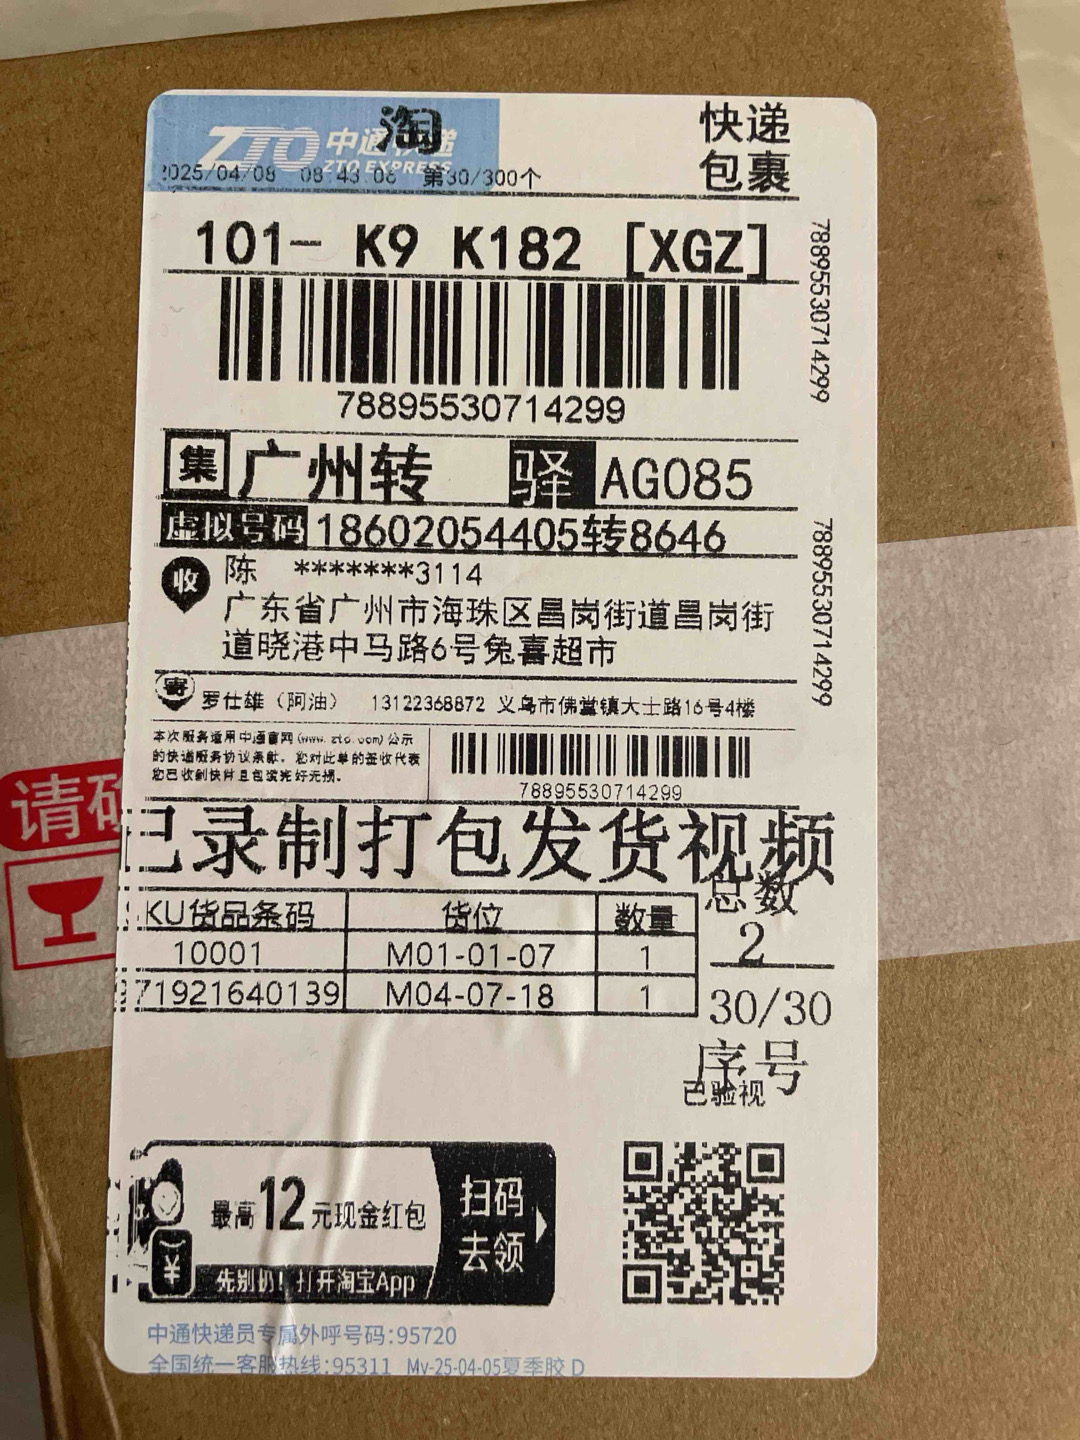 淘
快递
包裹
ZTO 中通快递
ZTO EXPRESS
2025/04/08 08:43:06 第30/300个
101- K9 K182 [XGZ]
78895530714299
78895530714299
集 广州转 驿 AG085
虚拟号码 18602054405转8646
收 陈 *******3114
广东省广州市海珠区昌岗街道昌岗街
道晓港中马路6号兔喜超市
78895530714299
寄 罗仕雄（阿油） 13122368872 义乌市佛堂镇大士路16号4楼
本次服务适用中通官网(www.zto.com)公示
的快递服务协议条款。您对此单的签收代表
您已收到快件且包装完好无损。
78895530714299
已录制打包发货视频
KU货品条码 货位 数量
10001 M01-01-07 1
971921640139 M04-07-18 1
总数
2
30/30
序号
已验视
最高12元现金红包
扫码
去领
先别扔！打开淘宝App
中通快递员专属外呼号码:95720
全国统一客服热线:95311 My-25-04-05夏季胶 D
请